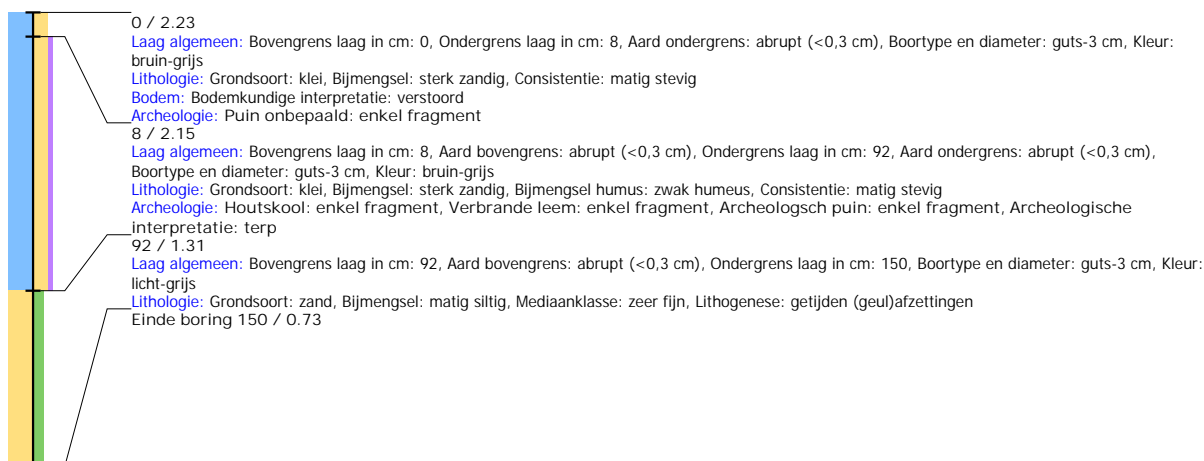 0 / 2.23
Laag algemeen: Bovengrens laag in cm: 0, Ondergrens laag in cm: 8, Aard ondergrens: abrupt (<0,3 cm), Boortype en diameter: guts-3 cm, Kleur:
bruin-grijs
Lithologie: Grondsoort: klei, Bijmengsel: sterk zandig, Consistentie: matig stevig
Bodem: Bodemkundige interpretatie: verstoord
Archeologie: Puin onbepaald: enkel fragment
8 / 2.15
Laag algemeen: Bovengrens laag in cm: 8, Aard bovengrens: abrupt (<0,3 cm), Ondergrens laag in cm: 92, Aard ondergrens: abrupt (<0,3 cm),
Boortype en diameter: guts-3 cm, Kleur: bruin-grijs
Lithologie: Grondsoort: klei, Bijmengsel: sterk zandig, Bijmengsel humus: zwak humeus, Consistentie: matig stevig
Archeologie: Houtskool: enkel fragment, Verbrande leem: enkel fragment, Archeologsch puin: enkel fragment, Archeologische
interpretatie: terp
92 / 1.31
Laag algemeen: Bovengrens laag in cm: 92, Aard bovengrens: abrupt (<0,3 cm), Ondergrens laag in cm: 150, Boortype en diameter: guts-3 cm, Kleur:
licht-grijs
Lithologie: Grondsoort: zand, Bijmengsel: matig siltig, Mediaanklasse: zeer fijn, Lithogenese: getijden (geul)afzettingen
Einde boring 150 / 0.73